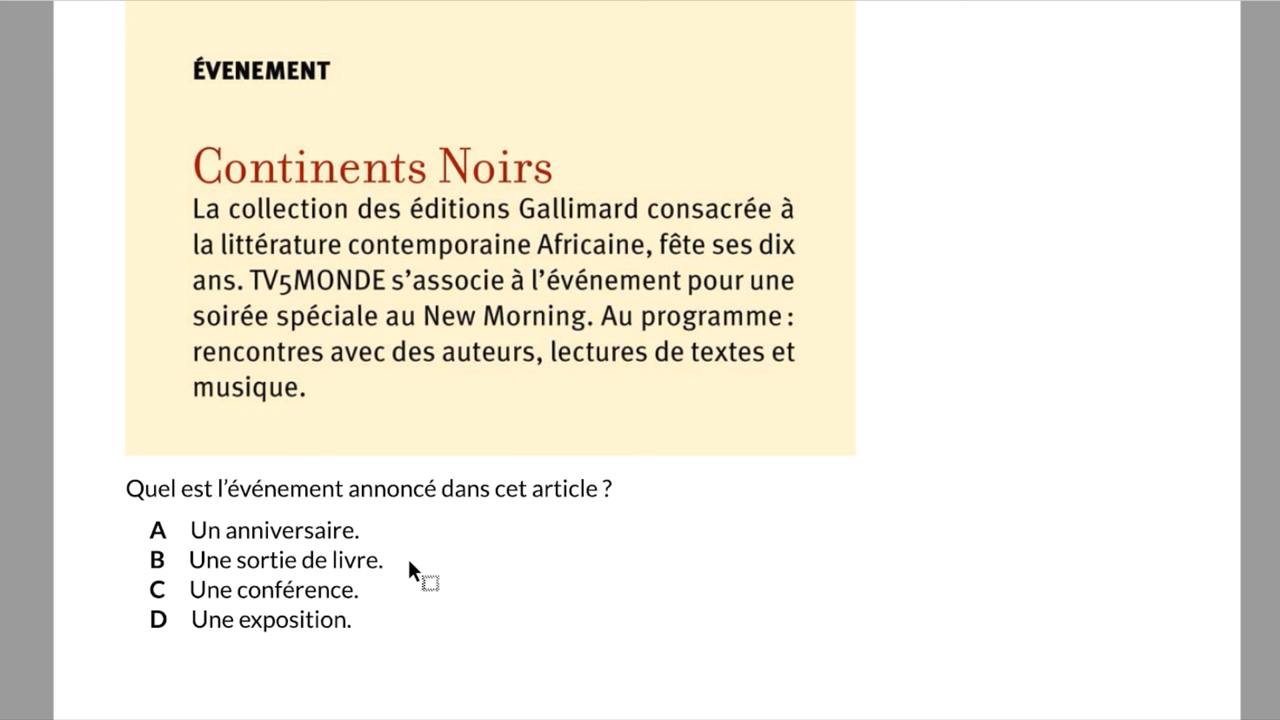 ÉVENEMENT
Continents Noirs
La collection des éditions Gallimard consacrée à
la littérature contemporaine Africaine, fête ses dix
ans. TV5MONDE s'associe à l'événement pour une
soirée spéciale au New Morning. Au programme :
rencontres avec des auteurs, lectures de textes et
musique.
Quel est l'événement annoncé dans cet article ?
A Un anniversaire.
B Une sortie de livre.
C Une conférence.
D Une exposition.